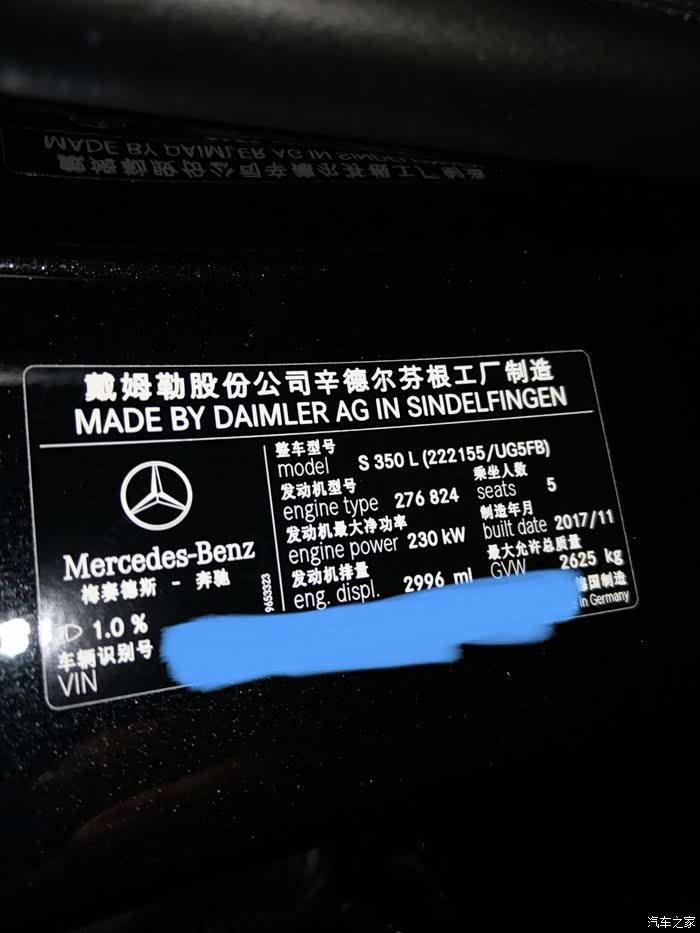 戴姆勒股份公司辛德尔芬根工厂制造
MADE BY DAIMLER AG IN SINDELFINGEN
整车型号
model S 350 L (222155/UG5FB)
发动机型号
engine type 276 824
乘坐人数
seats 5
发动机最大净功率
engine power 230 kW
制造年月
built date 2017/11
发动机排量
eng. displ. 2996 ml
最大允许总质量
GVW 2625 kg
Mercedes-Benz
梅赛德斯 - 奔驰
9653323
D 1.0 %
车辆识别号
VIN
德国制造
in Germany
汽车之家